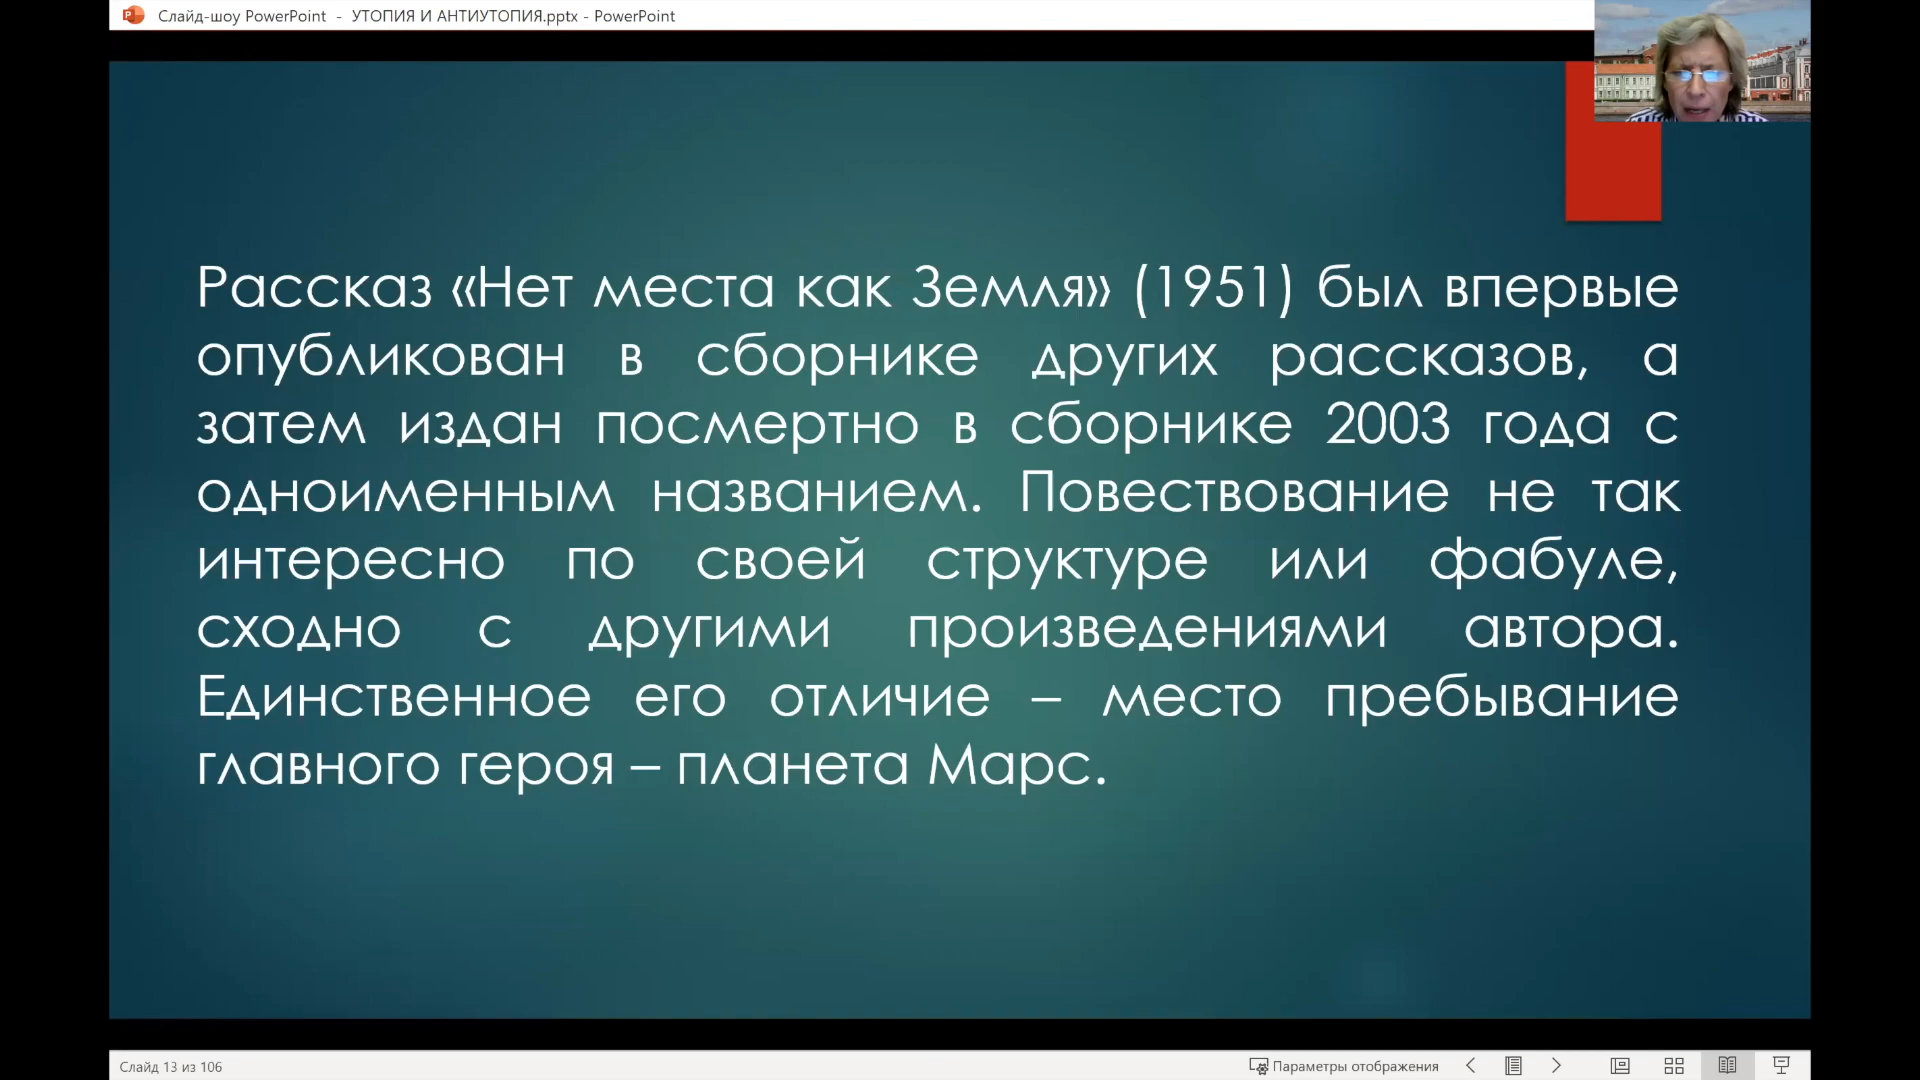 Слайд-шоу PowerPoint - УТОПИЯ И АНТИУТОПИЯ.pptx - PowerPoint
Рассказ «Нет места как Земля» (1951) был впервые
опубликован в сборнике других рассказов, а
затем издан посмертно в сборнике 2003 года с
одноименным названием. Повествование не так
интересно по своей структуре или фабуле,
сходно с другими произведениями автора.
Единственное его отличие – место пребывание
главного героя – планета Марс.
Слайд 13 из 106
Параметры отображения